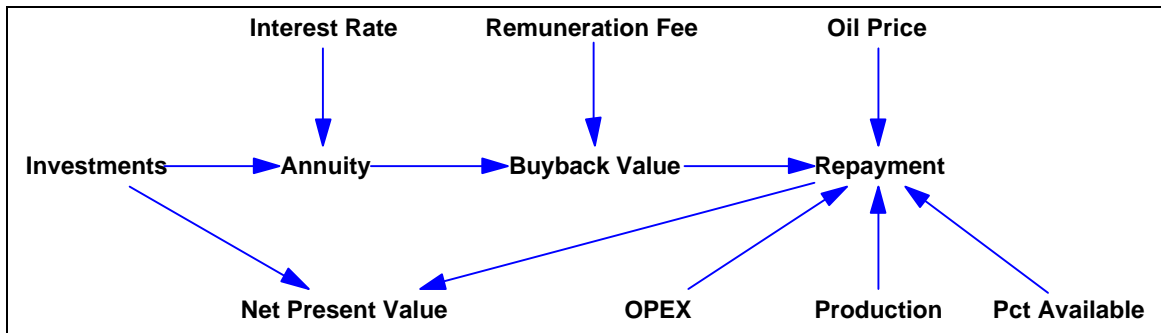 Interest Rate
Remuneration Fee
Oil Price
Investments
Annuity
Buyback Value
Repayment
Net Present Value
OPEX
Production
Pct Available